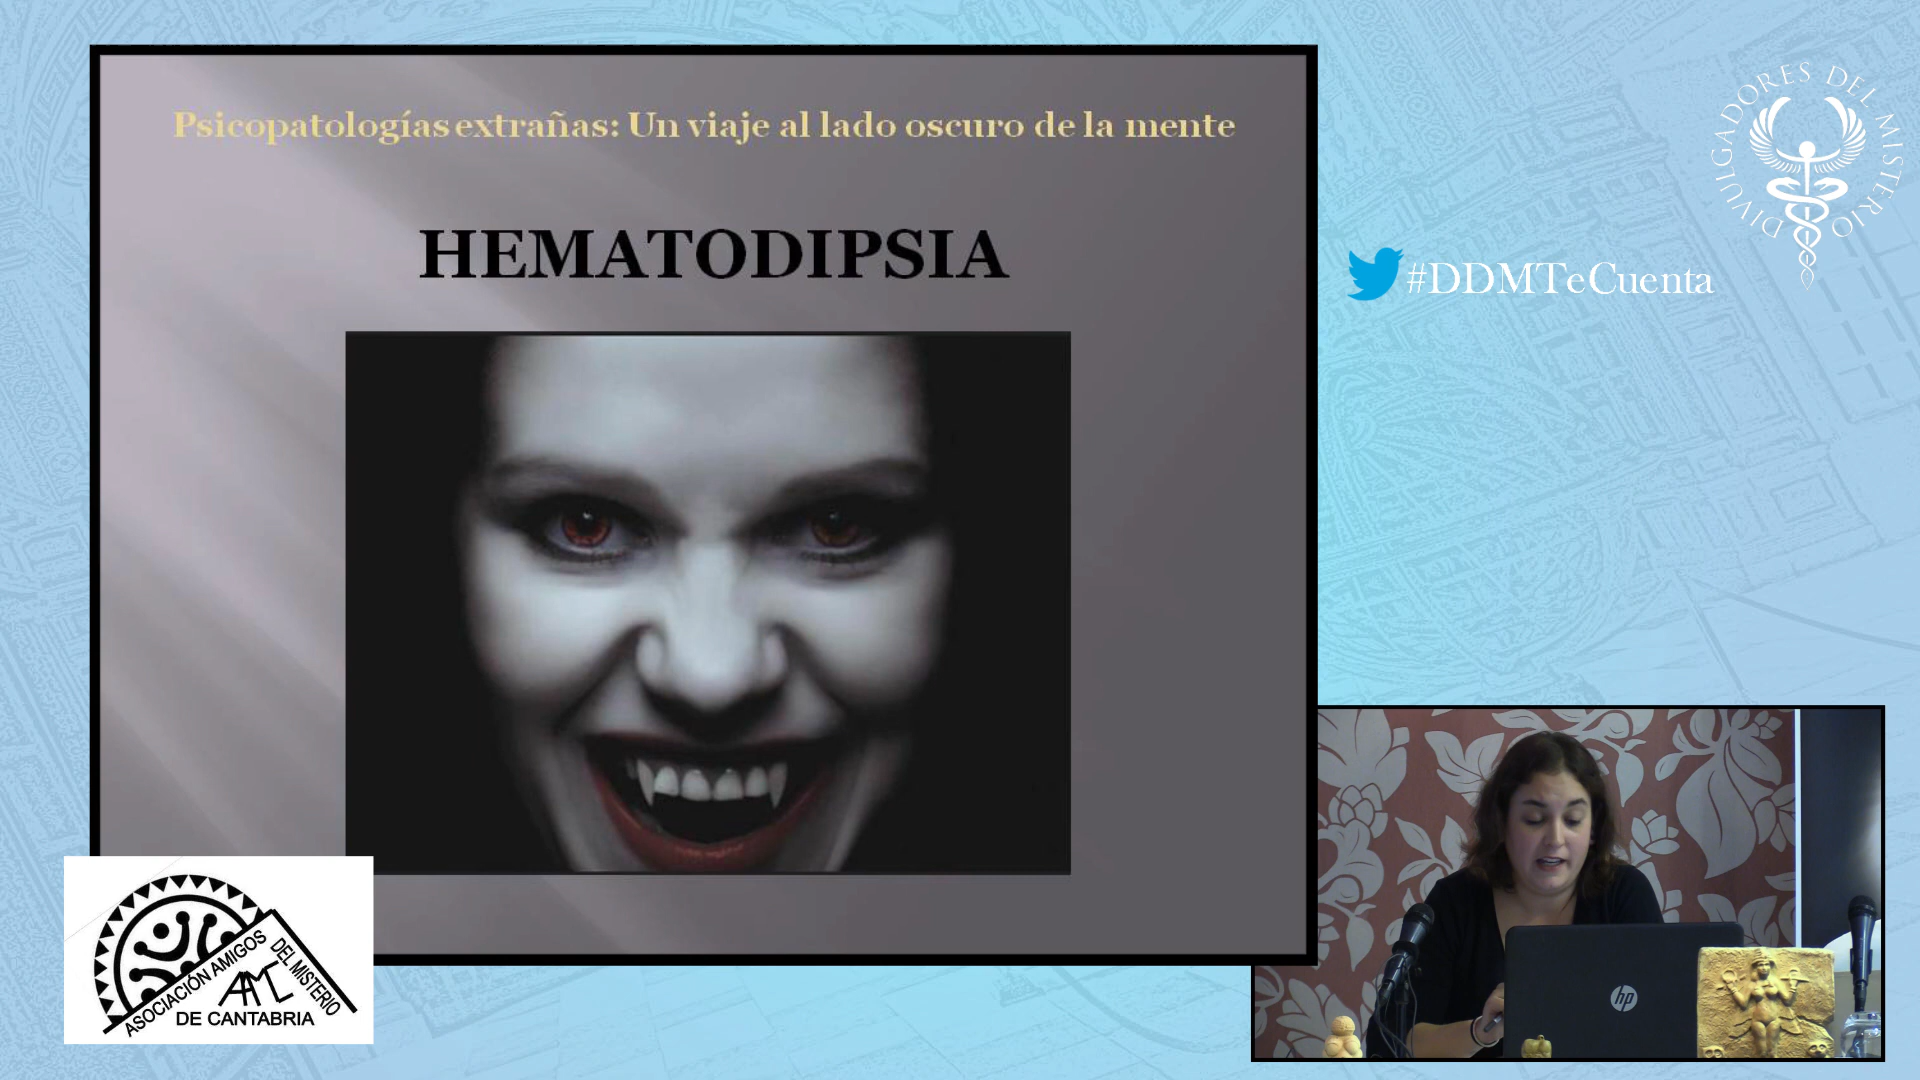 Psicopatologías extrañas: Un viaje al lado oscuro de la mente
HEMATODIPSIA
DIVULGADORES DEL MISTERIO
#DDMTeCuenta
ASOCIACIÓN AMIGOS
DEL MISTERIO
AMC
DE CANTABRIA
hp